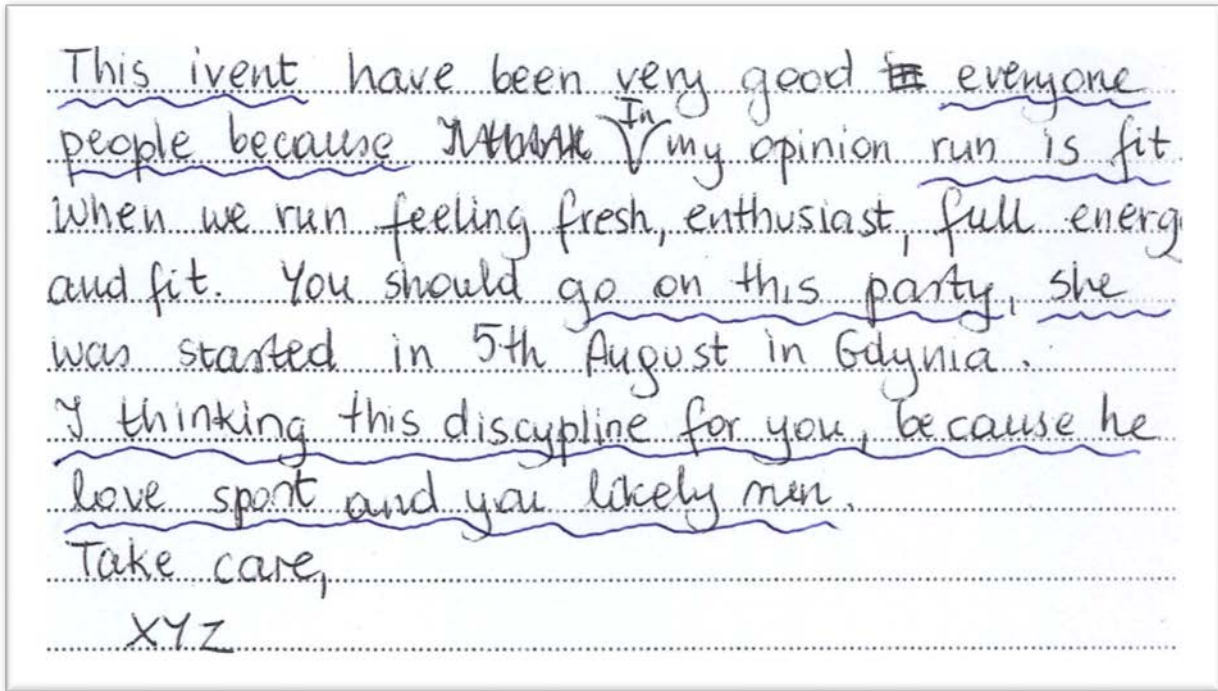 This ivent have been very good everyone
people because In my opinion run is fit.
When we run feeling fresh, enthusiast, full energ
and fit. You should go on this party, she
was started in 5th August in Gdynia.
I thinking this discypline for you, because he
love sport and you likely men.
Take care,
XYZ